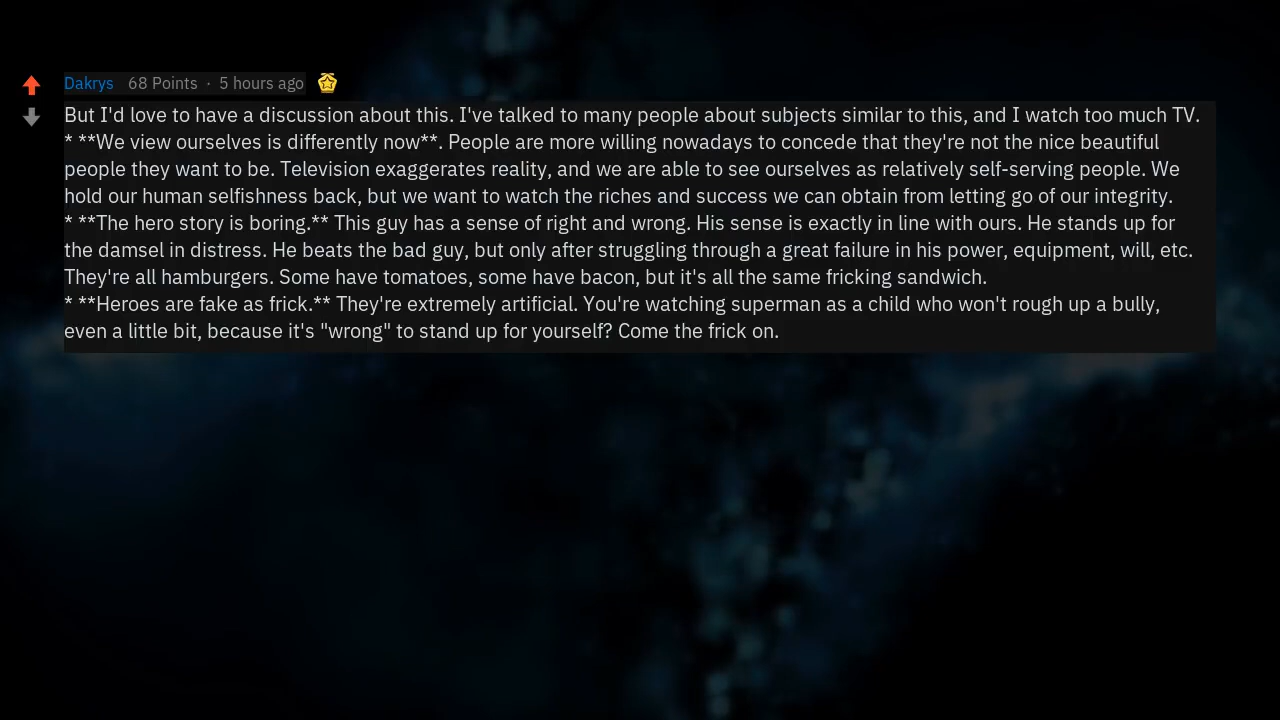 Dakrys 68 Points · 5 hours ago
But I'd love to have a discussion about this. I've talked to many people about subjects similar to this, and I watch too much TV.
* **We view ourselves is differently now**. People are more willing nowadays to concede that they're not the nice beautiful
people they want to be. Television exaggerates reality, and we are able to see ourselves as relatively self-serving people. We
hold our human selfishness back, but we want to watch the riches and success we can obtain from letting go of our integrity.
* **The hero story is boring.** This guy has a sense of right and wrong. His sense is exactly in line with ours. He stands up for
the damsel in distress. He beats the bad guy, but only after struggling through a great failure in his power, equipment, will, etc.
They're all hamburgers. Some have tomatoes, some have bacon, but it's all the same fricking sandwich.
* **Heroes are fake as frick.** They're extremely artificial. You're watching superman as a child who won't rough up a bully,
even a little bit, because it's "wrong" to stand up for yourself? Come the frick on.